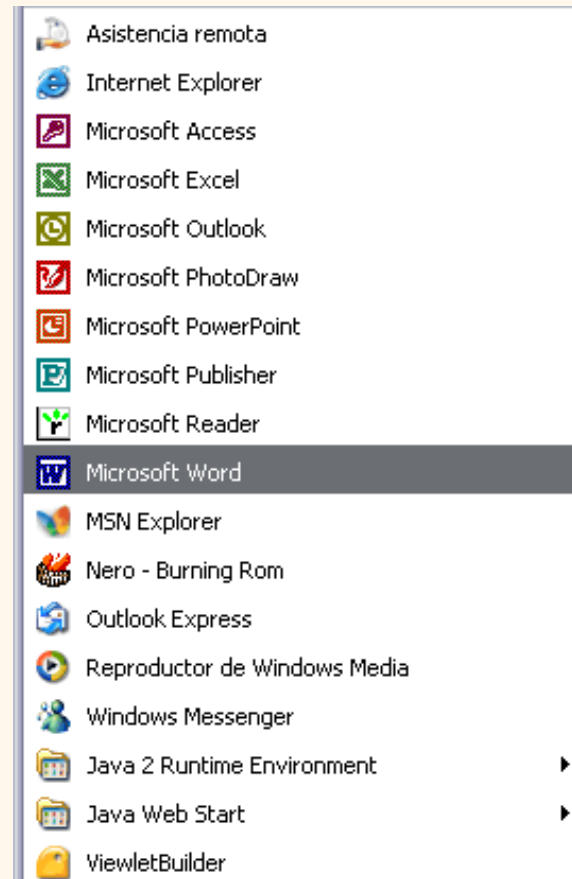 Asistencia remota
Internet Explorer
Microsoft Access
Microsoft Excel
Microsoft Outlook
Microsoft PhotoDraw
Microsoft PowerPoint
Microsoft Publisher
Microsoft Reader
Microsoft Word
MSN Explorer
Nero - Burning Rom
Outlook Express
Reproductor de Windows Media
Windows Messenger
Java 2 Runtime Environment
Java Web Start
ViewletBuilder